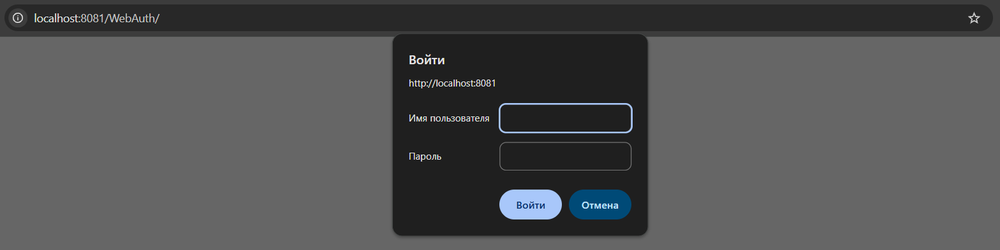 localhost:8081/WebAuth/
Войти
http://localhost:8081
Имя пользователя
Пароль
Войти Отмена